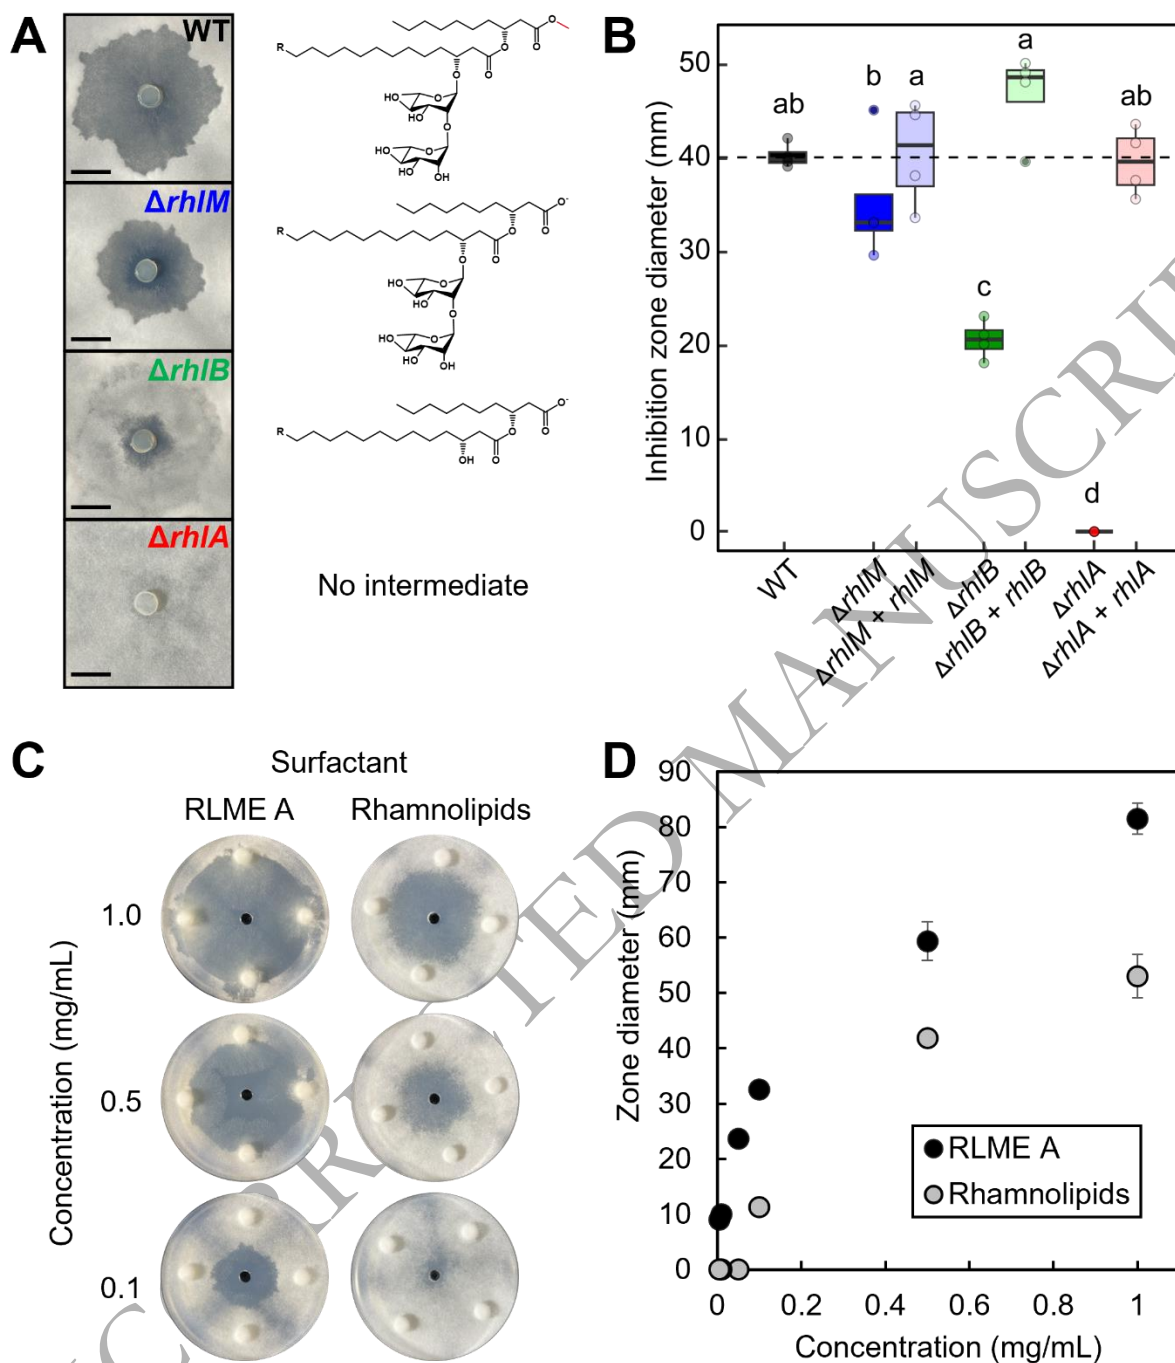 A
WT
ΔrhlM
ΔrhlB
ΔrhlA
R
O
O
O
O
O
O
HO
HO
HO
O
O
HO
HO
OH
R
O⁻
O
O
O
O
O
HO
HO
HO
O
O
HO
HO
OH
R
O⁻
O
O
O
OH
No intermediate
B
Inhibition zone diameter (mm)
50
40
30
20
10
0
ab
b
a
c
a
d
ab
WT
ΔrhlM
ΔrhlM + rhlM
ΔrhlB
ΔrhlB + rhlB
ΔrhlA
ΔrhlA + rhlA
C
Surfactant
RLME A
Rhamnolipids
Concentration (mg/mL)
1.0
0.5
0.1
D
Zone diameter (mm)
90
80
70
60
50
40
30
20
10
0
RLME A
Rhamnolipids
0
0.2
0.4
0.6
0.8
1
Concentration (mg/mL)